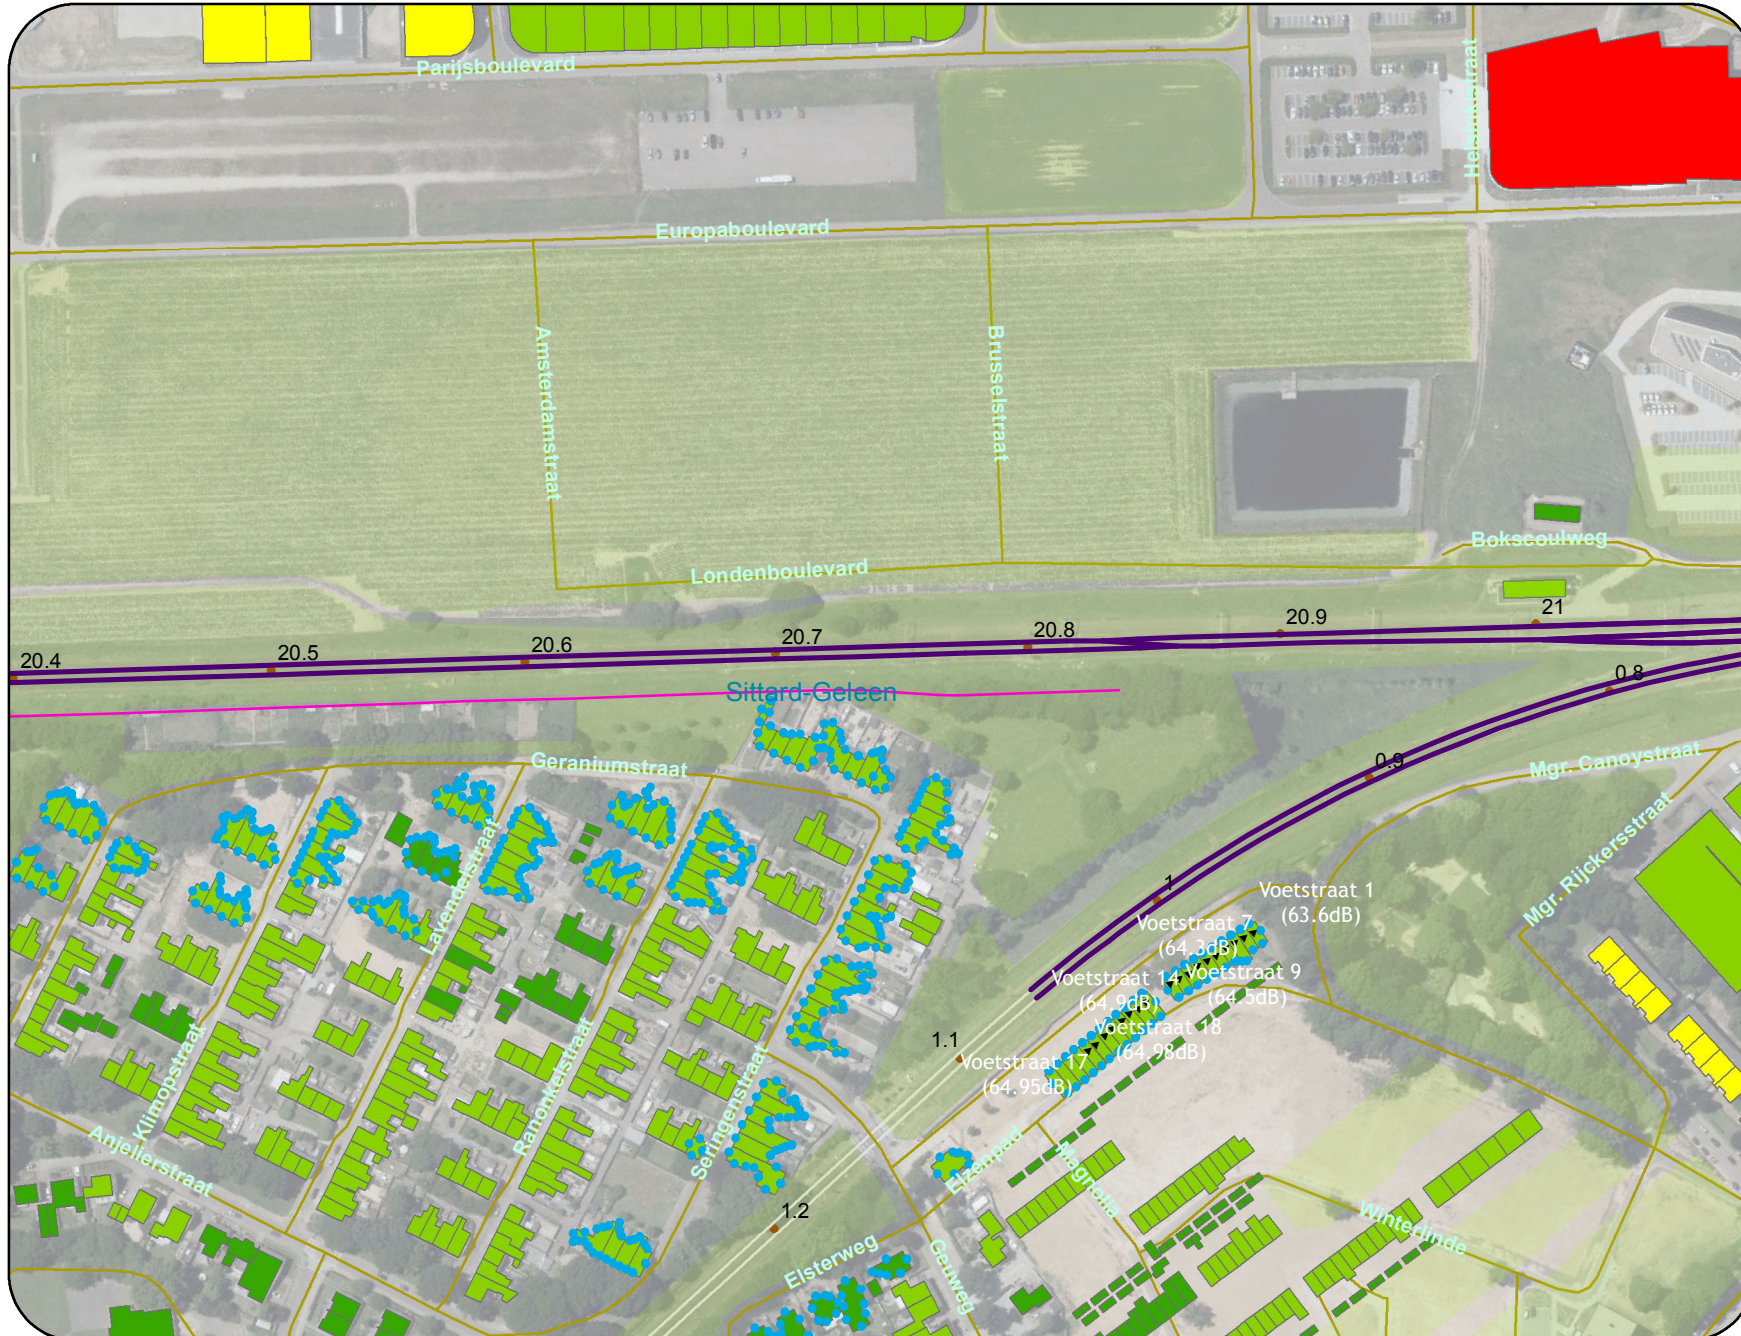 Parijsboulevard
Helsinkistraat
Europaboulevard
Amsterdamstraat
Brusselstraat
Bokscoulweg
Londenboulevard
21
20.9
20.8
20.7
20.6
20.5
20.4
0.8
Sittard-Geleen
Geraniumstraat
Mgr. Canoystraat
0.9
Mgr. Rijckersstraat
Lavendelstraat
1
Voetstraat 1
(63.6dB)
Voetstraat 7
(64.3dB)
Voetstraat 14
(64.9dB)
Voetstraat 9
(64.5dB)
Voetstraat 18
(64.98dB)
1.1
Voetstraat 17
(64.95dB)
Klimopstraat
Ranonkelstraat
Seringenstraat
Anjelierstraat
Elzenpad
Magnolia
1.2
Winterlinde
Elsterweg
Geuweg